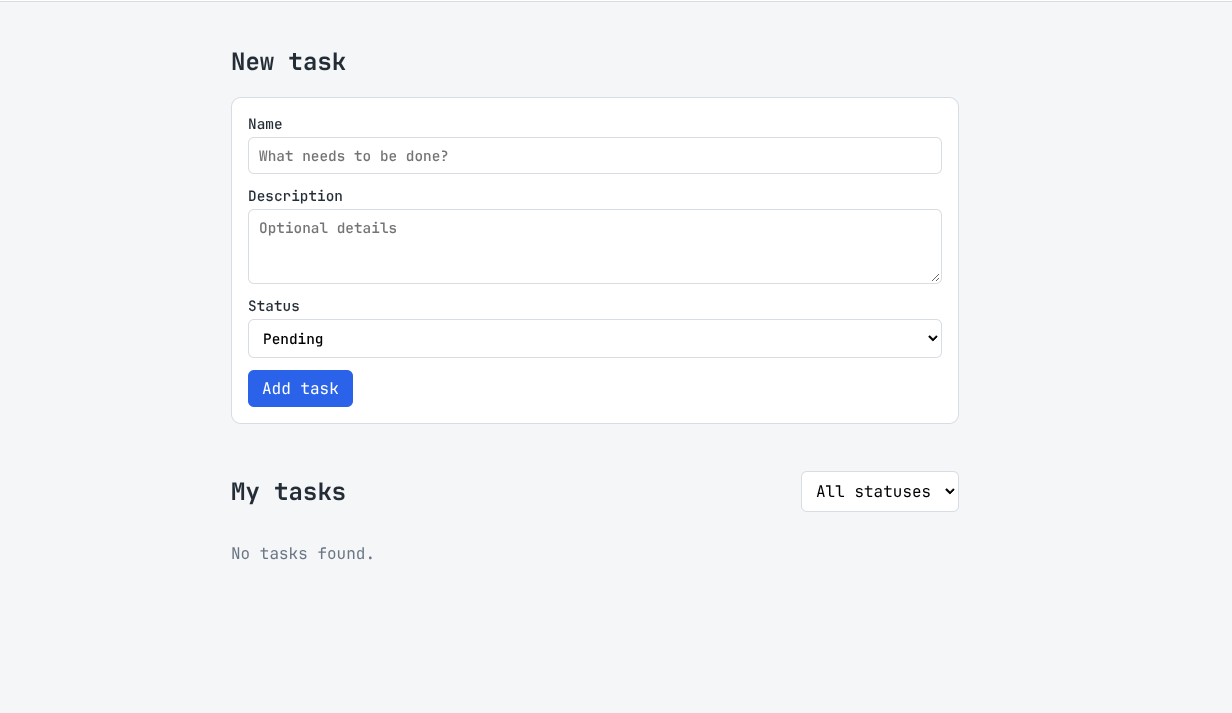 New task
Name
What needs to be done?
Description
Optional details
Status
Pending
Add task
My tasks
All statuses
No tasks found.